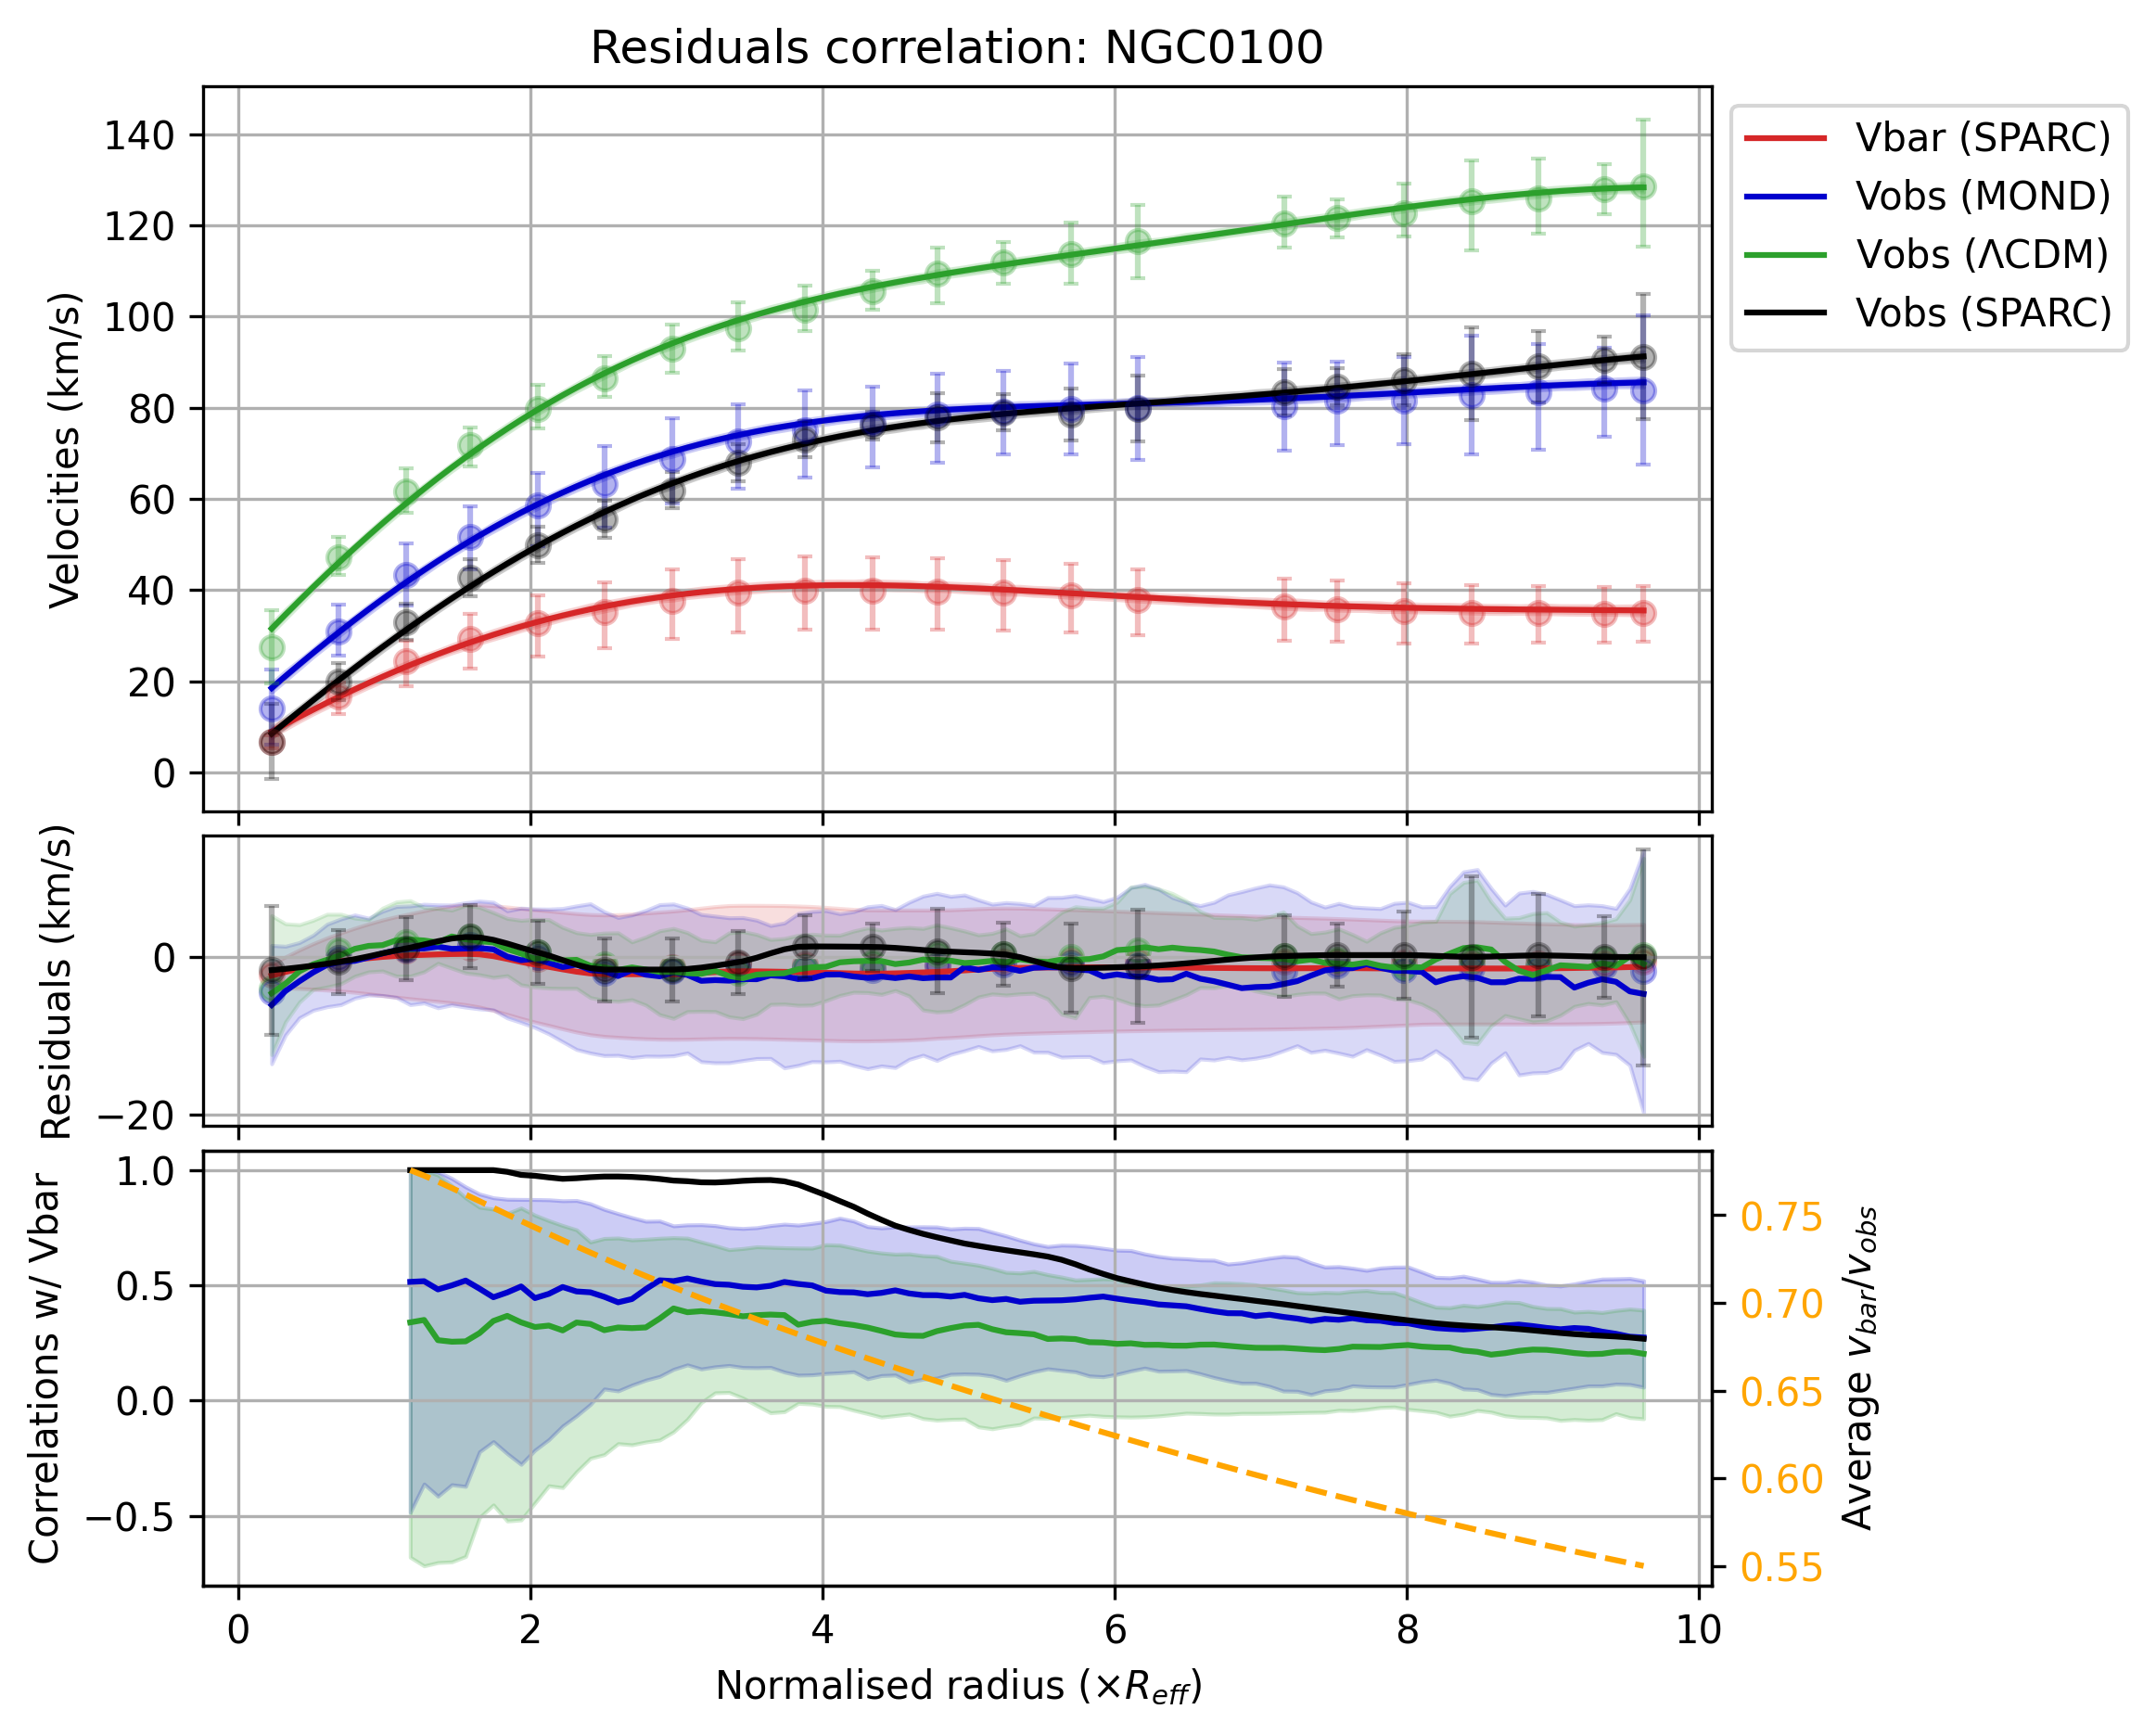 Residuals correlation: NGC0100
140
120
100
80
60
40
20
0
Velocities (km/s)
Vbar (SPARC)
Vobs (MOND)
Vobs (ΛCDM)
Vobs (SPARC)
0
−20
Residuals (km/s)
1.0
0.5
0.0
−0.5
Correlations w/ Vbar
0.75
0.70
0.65
0.60
0.55
Average v_bar/v_obs
0 2 4 6 8 10
Normalised radius (×R_eff)